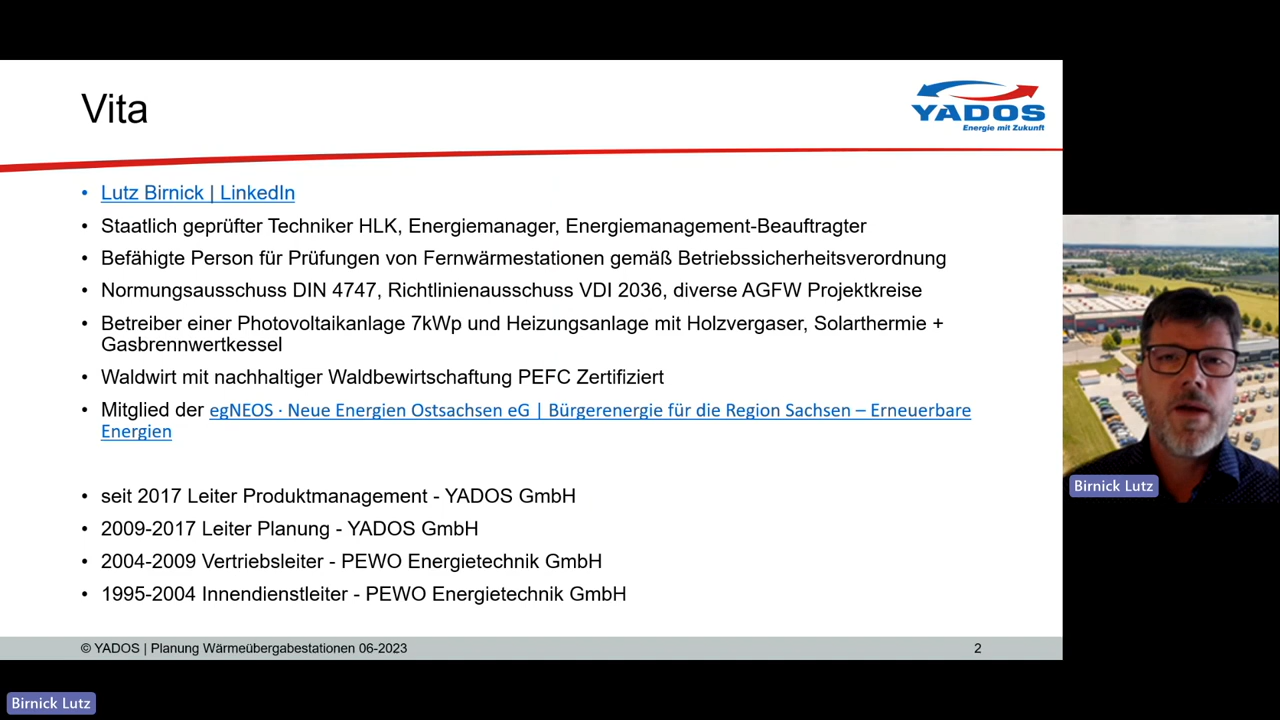 Vita
YADOS
Energie mit Zukunft
• Lutz Birnick | LinkedIn
• Staatlich geprüfter Techniker HLK, Energiemanager, Energiemanagement-Beauftragter
• Befähigte Person für Prüfungen von Fernwärmestationen gemäß Betriebssicherheitsverordnung
• Normungsausschuss DIN 4747, Richtlinienausschuss VDI 2036, diverse AGFW Projektkreise
• Betreiber einer Photovoltaikanlage 7kWp und Heizungsanlage mit Holzvergaser, Solarthermie +
Gasbrennwertkessel
• Waldwirt mit nachhaltiger Waldbewirtschaftung PEFC Zertifiziert
• Mitglied der egNEOS · Neue Energien Ostsachsen eG | Bürgerenergie für die Region Sachsen – Erneuerbare
Energien
• seit 2017 Leiter Produktmanagement - YADOS GmbH
• 2009-2017 Leiter Planung - YADOS GmbH
• 2004-2009 Vertriebsleiter - PEWO Energietechnik GmbH
• 1995-2004 Innendienstleiter - PEWO Energietechnik GmbH
© YADOS | Planung Wärmeübergabestationen 06-2023
2
Birnick Lutz
Birnick Lutz